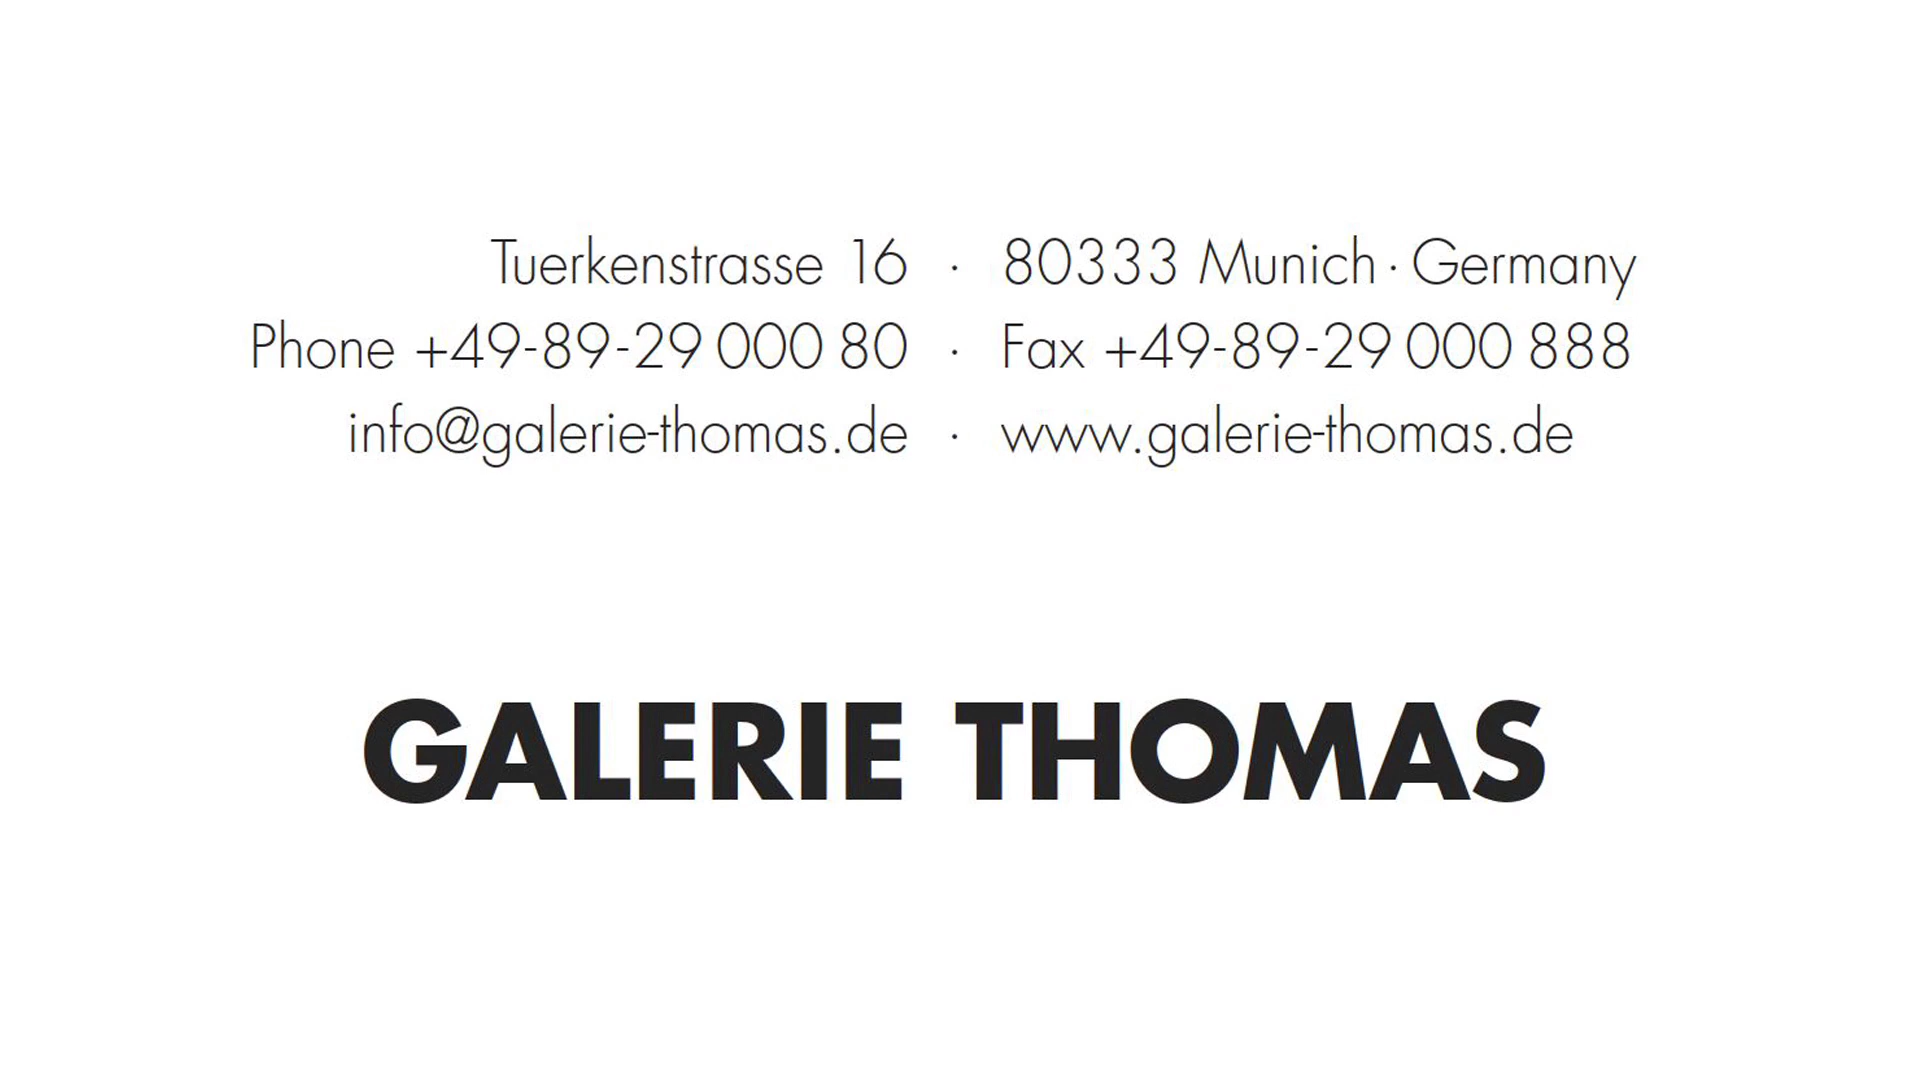 Tuerkenstrasse 16 · 80333 Munich · Germany
Phone +49-89-29 000 80 · Fax +49-89-29 000 888
info@galerie-thomas.de · www.galerie-thomas.de
GALERIE THOMAS